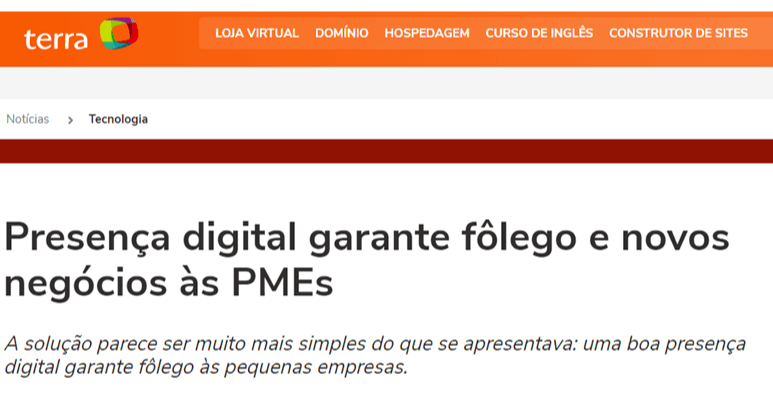 terra
LOJA VIRTUAL DOMÍNIO HOSPEDAGEM CURSO DE INGLÊS CONSTRUTOR DE SITES
Notícias > Tecnologia
Presença digital garante fôlego e novos
negócios às PMEs
A solução parece ser muito mais simples do que se apresentava: uma boa presença
digital garante fôlego às pequenas empresas.